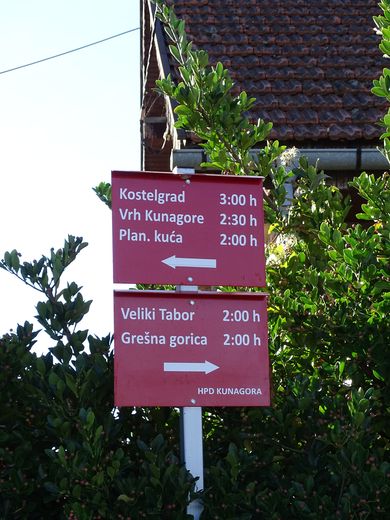 Kostelgrad 3:00 h
Vrh Kunagore 2:30 h
Plan. kuća 2:00 h
Veliki Tabor 2:00 h
Grešna gorica 2:00 h
HPD KUNAGORA